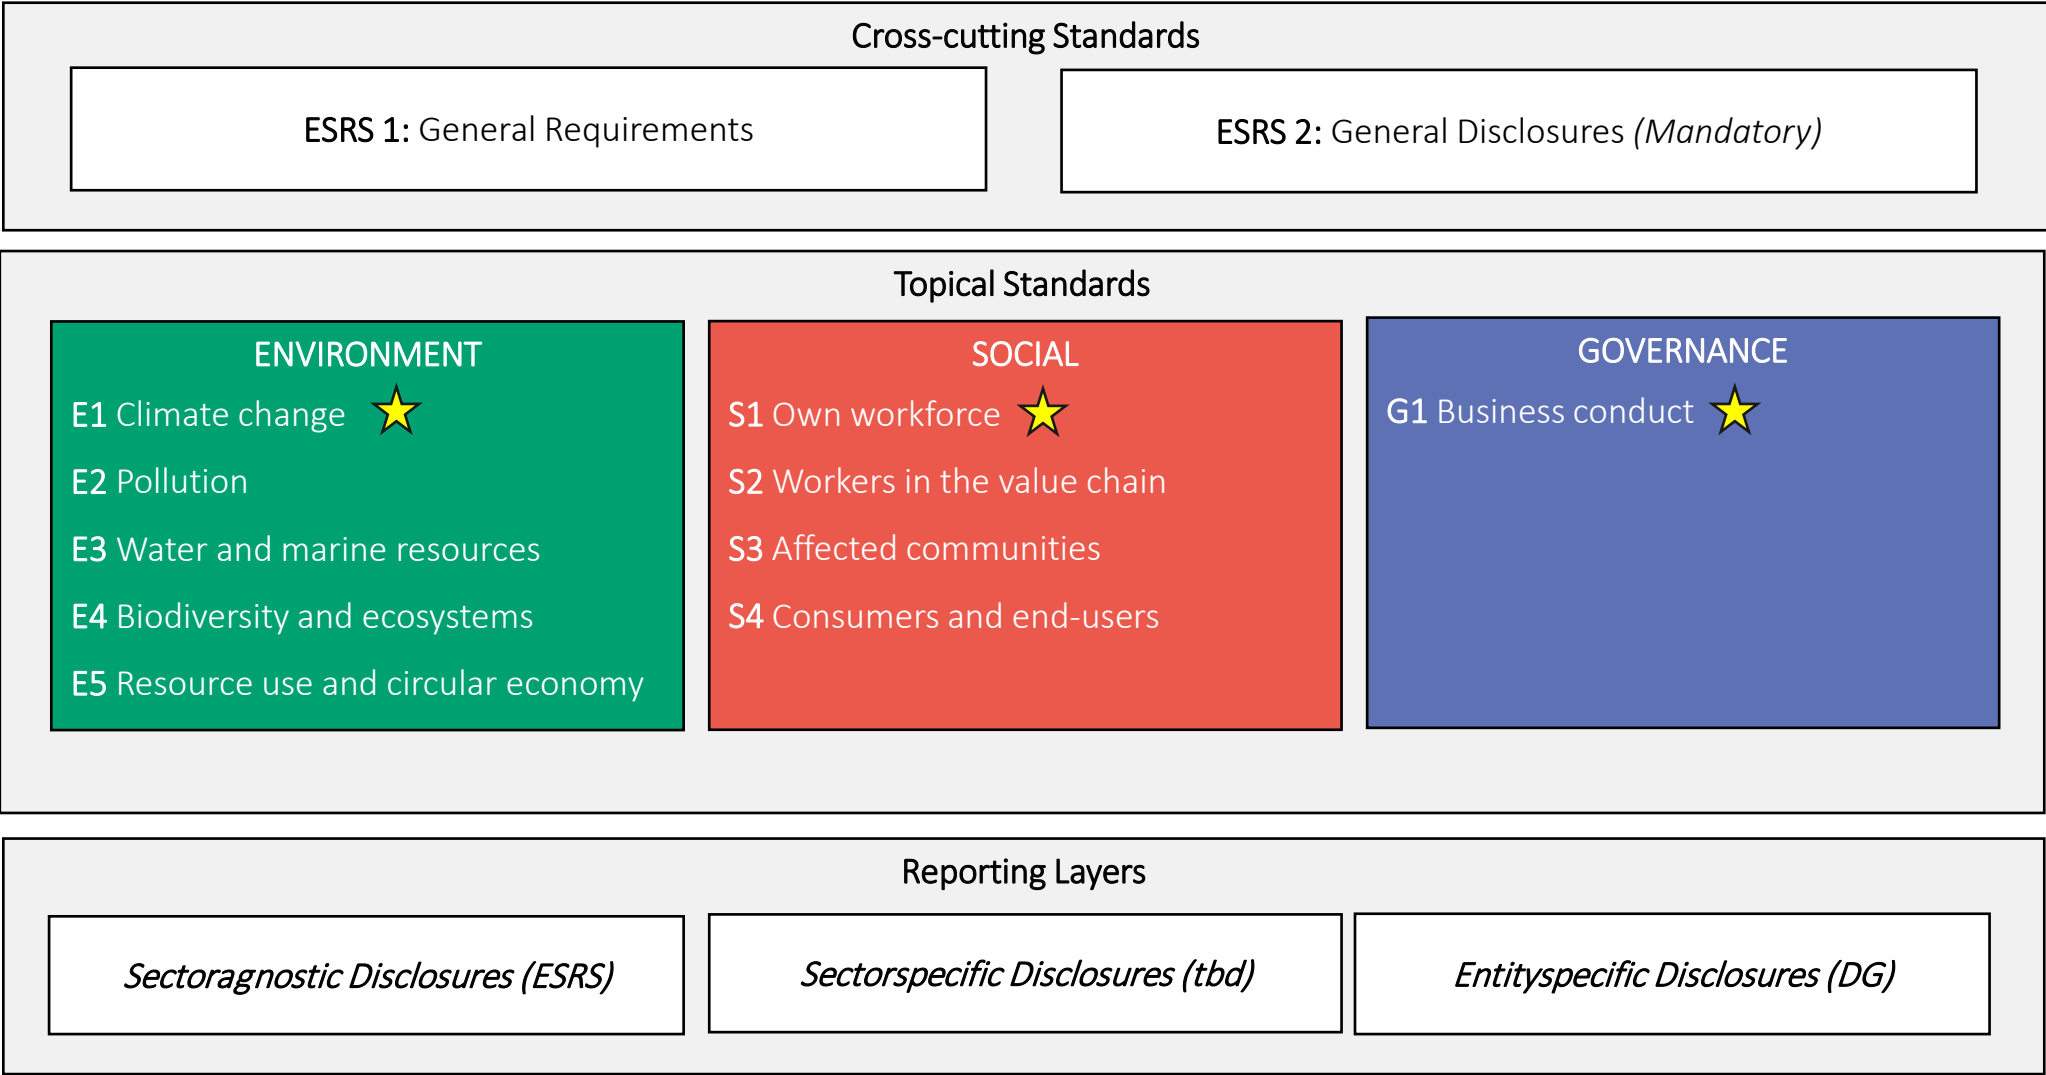 Cross-cutting Standards
ESRS 1: General Requirements
ESRS 2: General Disclosures (Mandatory)
Topical Standards
ENVIRONMENT
E1 Climate change
E2 Pollution
E3 Water and marine resources
E4 Biodiversity and ecosystems
E5 Resource use and circular economy
SOCIAL
S1 Own workforce
S2 Workers in the value chain
S3 Affected communities
S4 Consumers and end-users
GOVERNANCE
G1 Business conduct
Reporting Layers
Sectoragnostic Disclosures (ESRS)
Sectorspecific Disclosures (tbd)
Entityspecific Disclosures (DG)